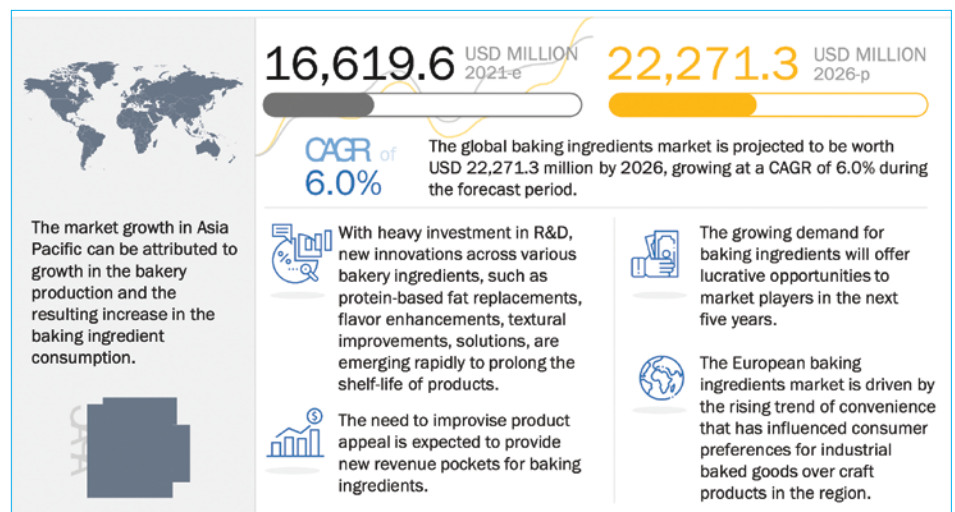 16,619.6 USD MILLION
2021-e
22,271.3 USD MILLION
2026-p
CAGR of
6.0%
The global baking ingredients market is projected to be worth
USD 22,271.3 million by 2026, growing at a CAGR of 6.0% during
the forecast period.
The market growth in Asia
Pacific can be attributed to
growth in the bakery
production and the
resulting increase in the
baking ingredient
consumption.
With heavy investment in R&D,
new innovations across various
bakery ingredients, such as
protein-based fat replacements,
flavor enhancements, textural
improvements, solutions, are
emerging rapidly to prolong the
shelf-life of products.
The need to improvise product
appeal is expected to provide
new revenue pockets for baking
ingredients.
The growing demand for
baking ingredients will offer
lucrative opportunities to
market players in the next
five years.
The European baking
ingredients market is driven by
the rising trend of convenience
that has influenced consumer
preferences for industrial
baked goods over craft
products in the region.